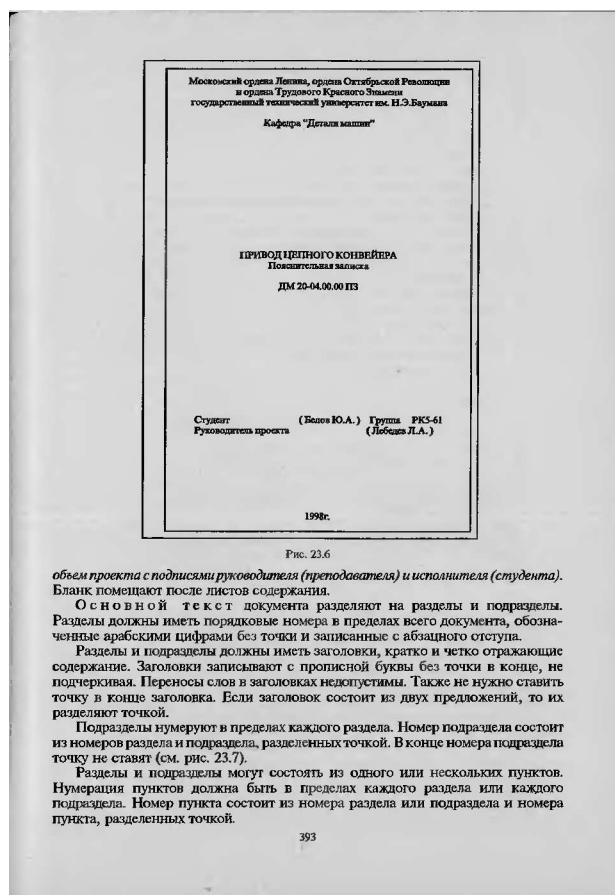 Московский ордена Ленина, ордена Октябрьской Революции
и ордена Трудового Красного Знамени
государственный технический университет им. Н.Э.Баумана
Кафедра "Детали машин"
ПРИВОД ЦЕПНОГО КОНВЕЙЕРА
Пояснительная записка
ДМ 20-04.00.00 ПЗ
Студент ( Белов Ю.А. ) Группа РК5-61
Руководитель проекта ( Лебедев Л.А. )
1998г.
Рис. 23.6
объем проекта с подписями руководителя (преподавателя) и исполнителя (студента).
Бланк помещают после листов содержания.
Основной текст документа разделяют на разделы и подразделы.
Разделы должны иметь порядковые номера в пределах всего документа, обозна-
ченные арабскими цифрами без точки и записанные с абзацного отступа.
Разделы и подразделы должны иметь заголовки, кратко и четко отражающие
содержание. Заголовки записывают с прописной буквы без точки в конце, не
подчеркивая. Переносы слов в заголовках недопустимы. Также не нужно ставить
точку в конце заголовка. Если заголовок состоит из двух предложений, то их
разделяют точкой.
Подразделы нумеруют в пределах каждого раздела. Номер подраздела состоит
из номеров раздела и подраздела, разделенных точкой. В конце номера подраздела
точку не ставят (см. рис. 23.7).
Разделы и подразделы могут состоять из одного или нескольких пунктов.
Нумерация пунктов должна быть в пределах каждого раздела или каждого
подраздела. Номер пункта состоит из номера раздела или подраздела и номера
пункта, разделенных точкой.
393